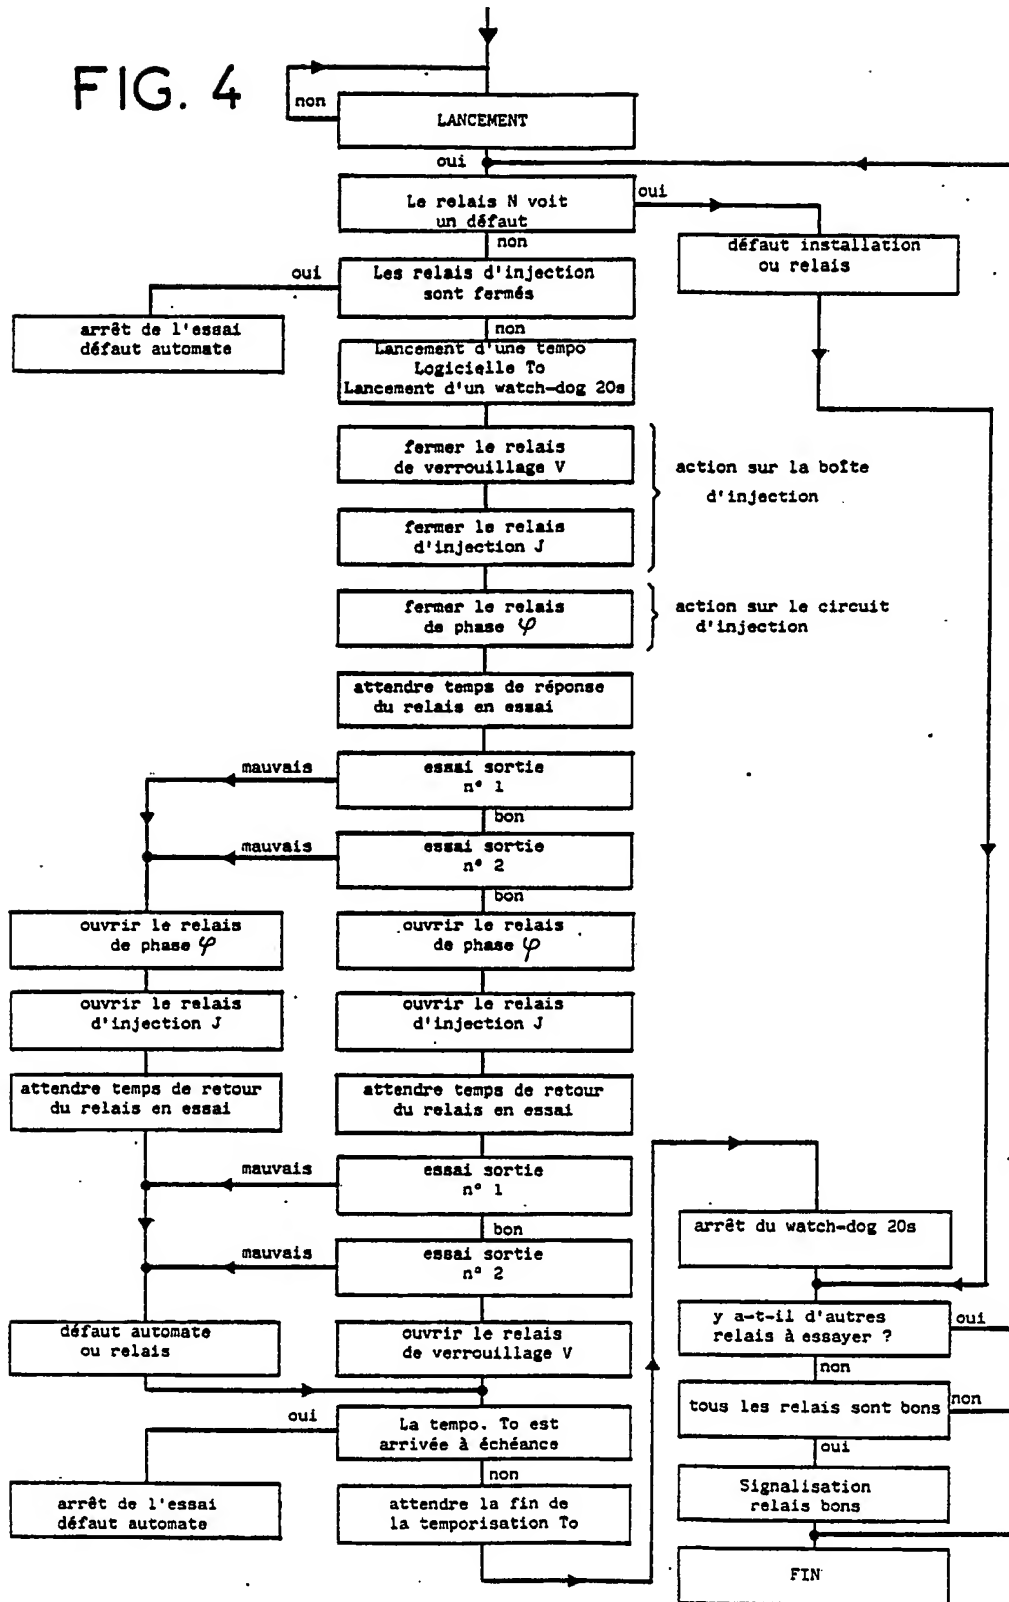 FIG. 4
non
LANCEMENT
oui
Le relais N voit
un défaut
oui
non
défaut installation
ou relais
oui
Les relais d'injection
sont fermés
non
arrêt de l'essai
défaut automate
Lancement d'une tempo
Logicielle To
Lancement d'un watch-dog 20s
fermer le relais
de verrouillage V
action sur la boîte
d'injection
fermer le relais
d'injection J
fermer le relais
de phase φ
action sur le circuit
d'injection
attendre temps de réponse
du relais en essai
mauvais
essai sortie
n° 1
bon
mauvais
essai sortie
n° 2
bon
ouvrir le relais
de phase φ
ouvrir le relais
de phase φ
ouvrir le relais
d'injection J
ouvrir le relais
d'injection J
attendre temps de retour
du relais en essai
attendre temps de retour
du relais en essai
mauvais
essai sortie
n° 1
bon
mauvais
essai sortie
n° 2
arrêt du watch-dog 20s
défaut automate
ou relais
ouvrir le relais
de verrouillage V
y a-t-il d'autres
relais à essayer ?
oui
non
oui
La tempo. To est
arrivée à échéance
non
tous les relais sont bons
non
oui
arrêt de l'essai
défaut automate
attendre la fin de
la temporisation To
Signalisation
relais bons
FIN